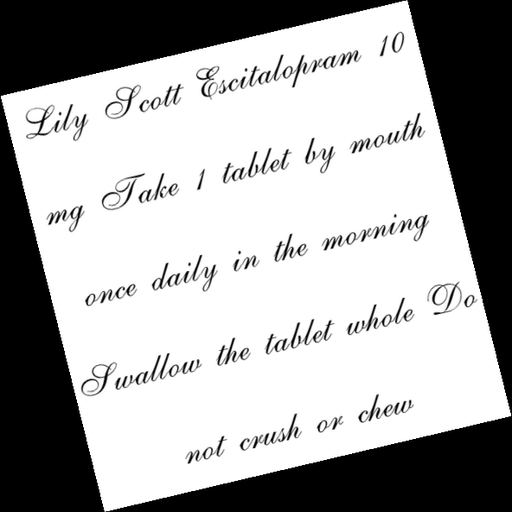 Lily Scott Escitalopram 10
mg Take 1 tablet by mouth
once daily in the morning
Swallow the tablet whole Do
not crush or chew